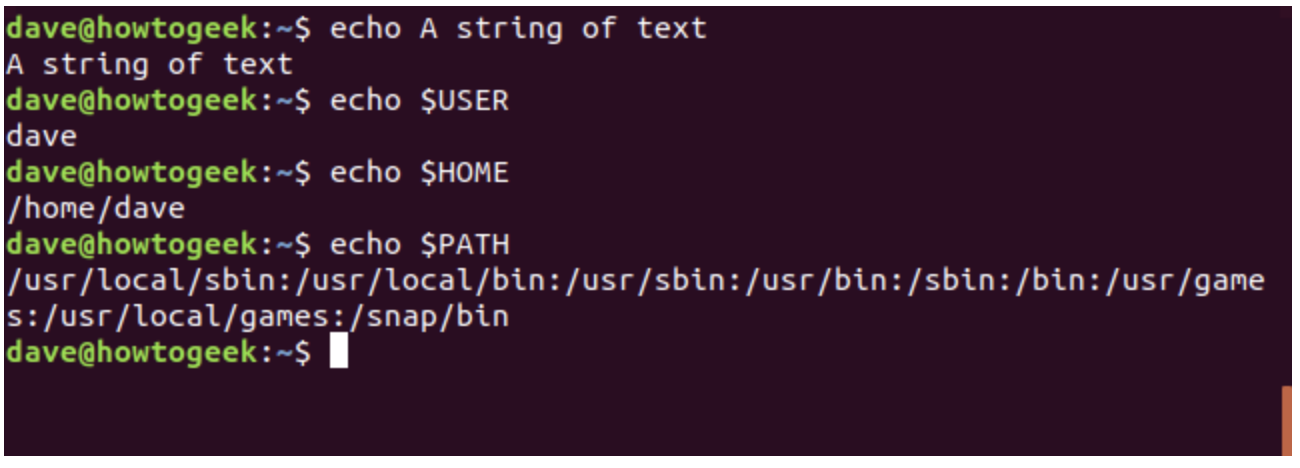 dave@howtogeek:~$ echo A string of text
A string of text
dave@howtogeek:~$ echo $USER
dave
dave@howtogeek:~$ echo $HOME
/home/dave
dave@howtogeek:~$ echo $PATH
/usr/local/sbin:/usr/local/bin:/usr/sbin:/usr/bin:/sbin:/bin:/usr/game
s:/usr/local/games:/snap/bin
dave@howtogeek:~$